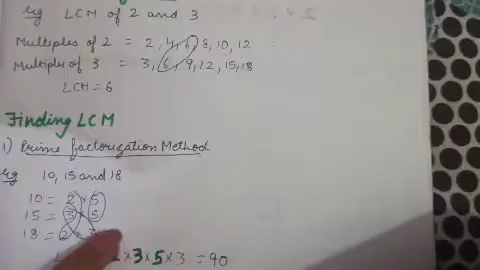 eg LCM of 2 and 3
Multiples of 2 = 2, 4, 6, 8, 10, 12
Multiples of 3 = 3, 6, 9, 12, 15, 18
LCM = 6
Finding LCM
1) Prime factorization Method
eg 10, 15 and 18
10 = 2 × 5
15 = 3 × 5
18 = 2 × 3
× 3 × 5 × 3 = 90